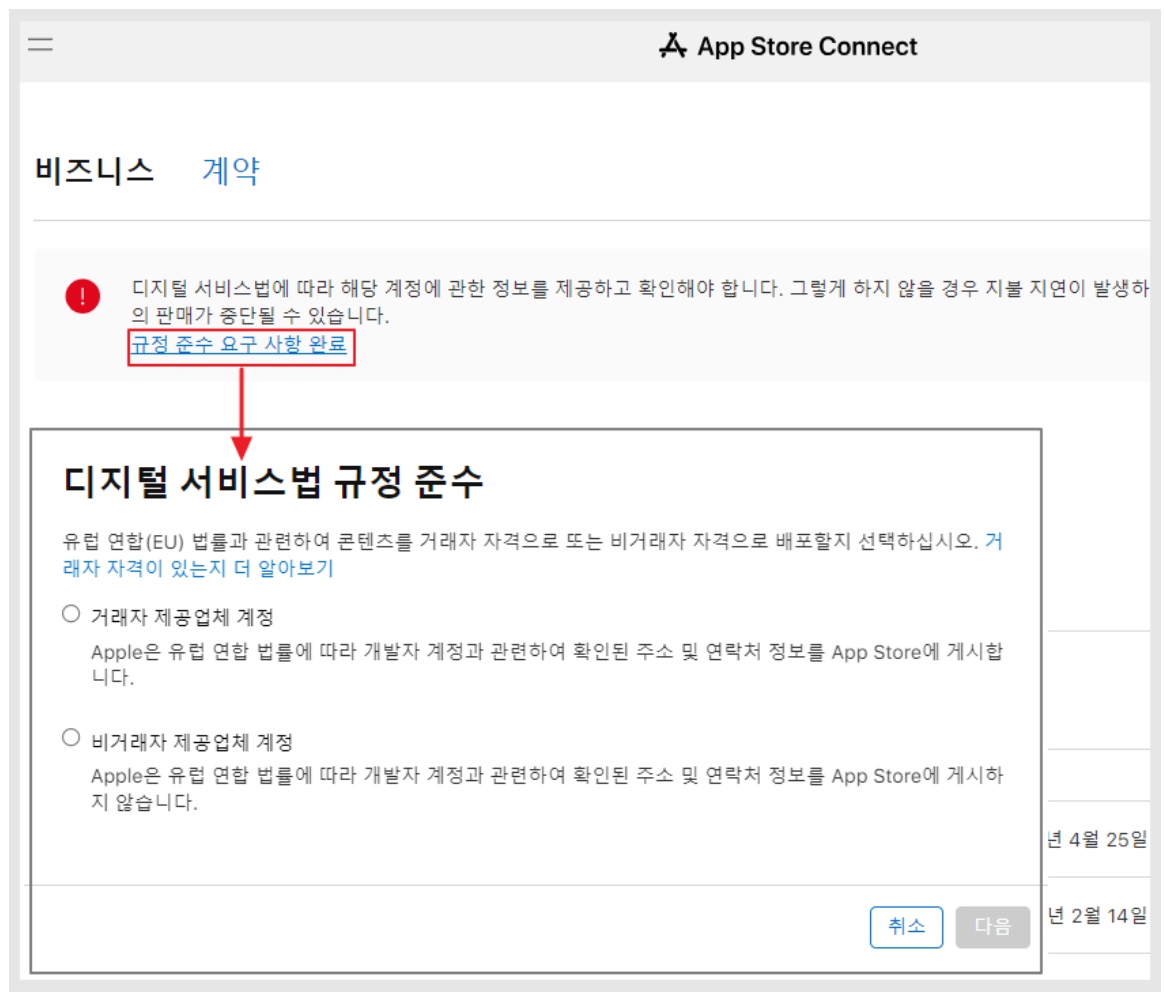 App Store Connect
비즈니스 계약
디지털 서비스법에 따라 해당 계정에 관한 정보를 제공하고 확인해야 합니다. 그렇게 하지 않을 경우 지불 지연이 발생하
의 판매가 중단될 수 있습니다.
규정 준수 요구 사항 완료
디지털 서비스법 규정 준수
유럽 연합(EU) 법률과 관련하여 콘텐츠를 거래자 자격으로 또는 비거래자 자격으로 배포할지 선택하십시오. 거
래자 자격이 있는지 더 알아보기
거래자 제공업체 계정
Apple은 유럽 연합 법률에 따라 개발자 계정과 관련하여 확인된 주소 및 연락처 정보를 App Store에 게시합
니다.
비거래자 제공업체 계정
Apple은 유럽 연합 법률에 따라 개발자 계정과 관련하여 확인된 주소 및 연락처 정보를 App Store에 게시하
지 않습니다.
년 4월 25일
취소 다음
년 2월 14일